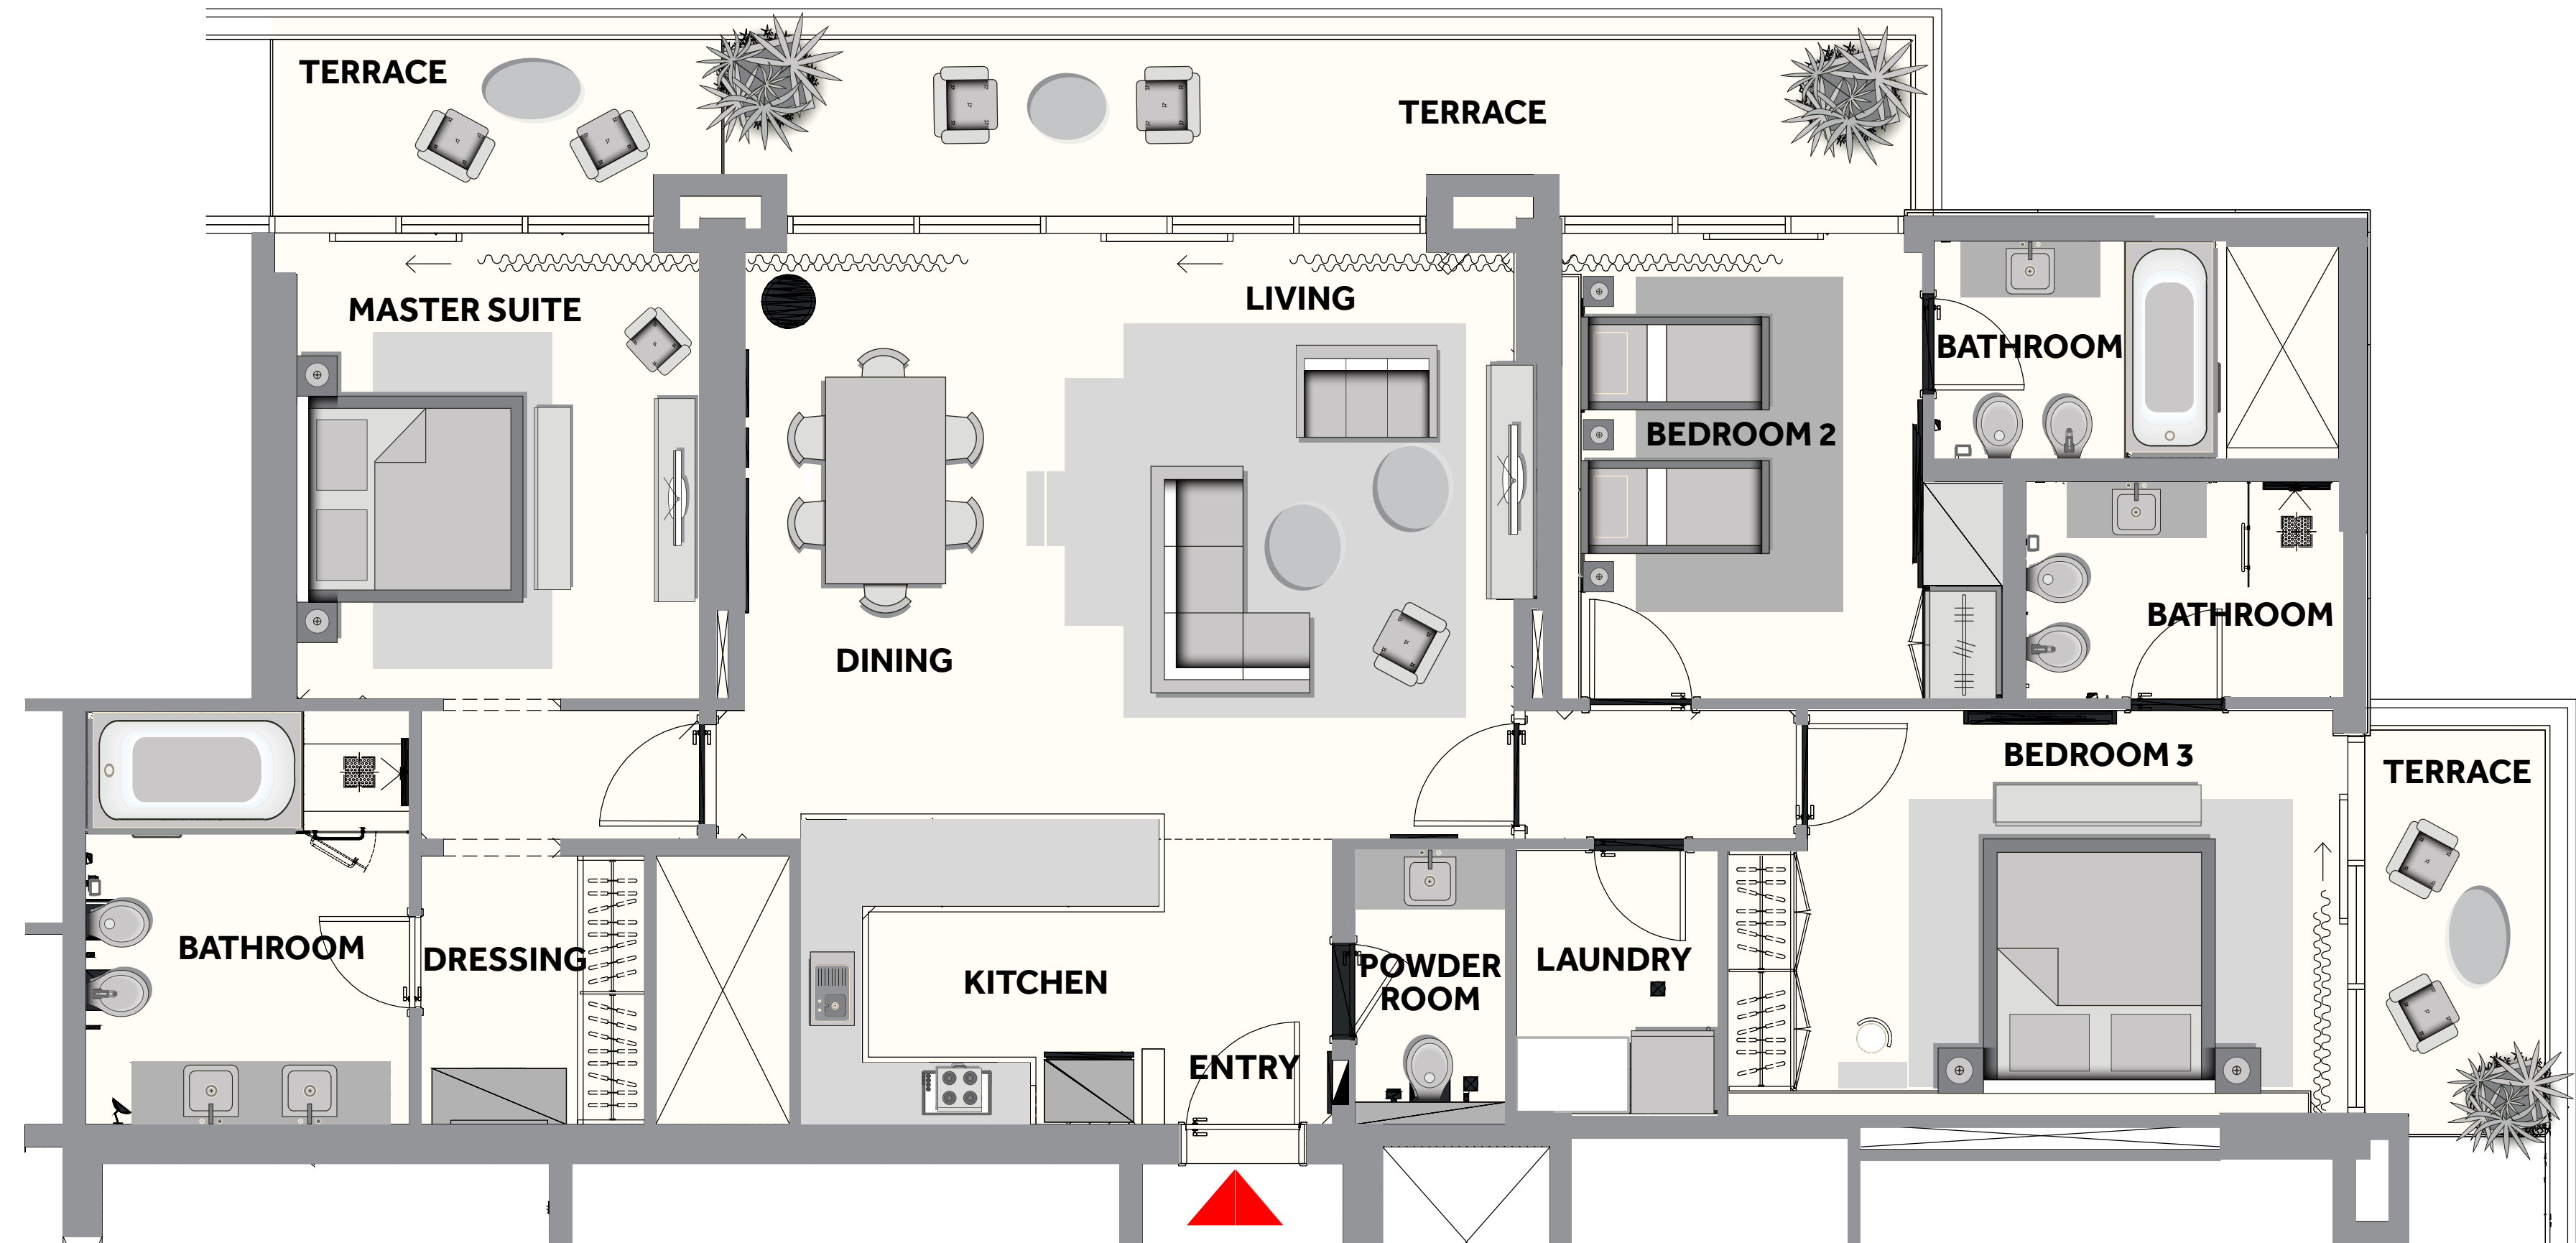 TERRACE
TERRACE
MASTER SUITE
LIVING
BATHROOM
BEDROOM 2
DINING
BATHROOM
BEDROOM 3
TERRACE
BATHROOM
DRESSING
KITCHEN
POWDER
ROOM
LAUNDRY
ENTRY